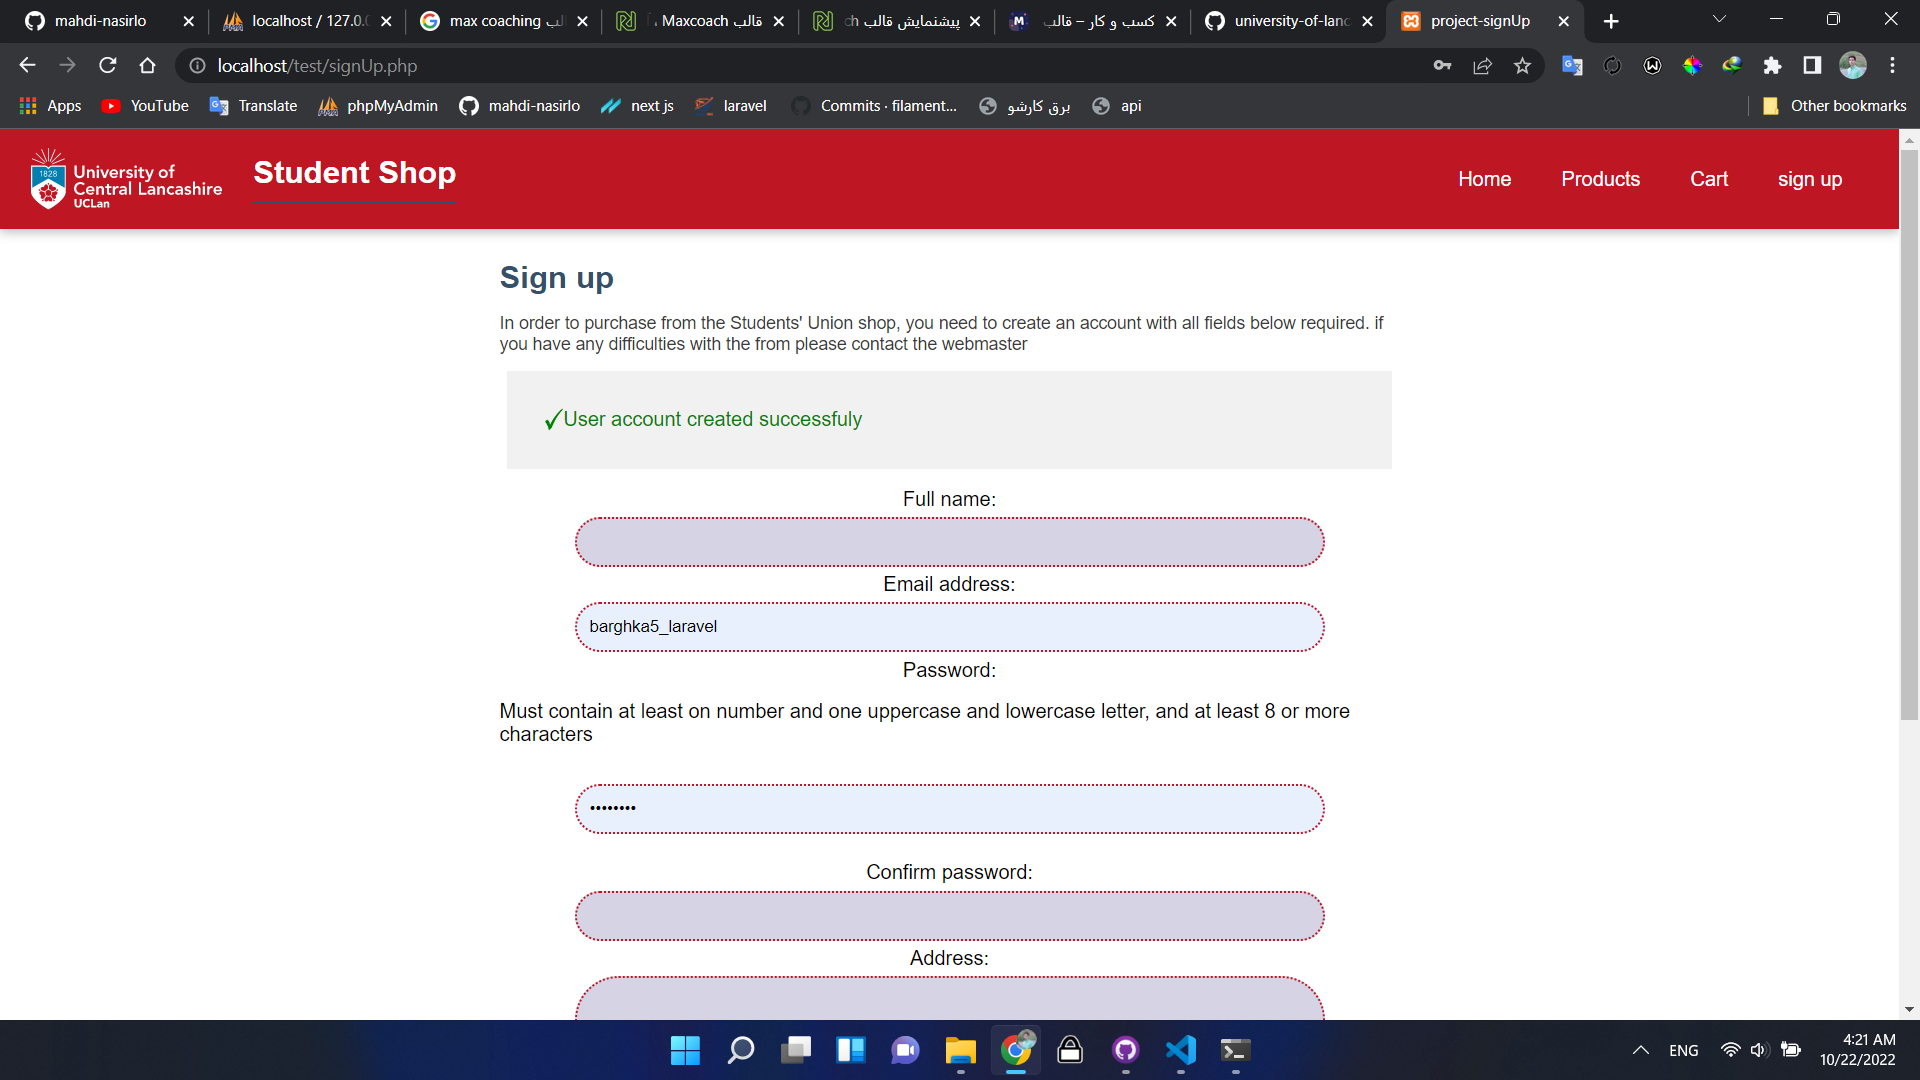 mahdi-nasirlo
localhost / 127.0.0
max coaching قالب
قالب Maxcoach
پیشنمایش قالب
کسب و کار – قالب
university-of-lanc
project-signUp
localhost/test/signUp.php
Apps
YouTube
Translate
phpMyAdmin
mahdi-nasirlo
next js
laravel
Commits · filament...
برق کارشو
api
Other bookmarks
1828
University of
Central Lancashire
UCLan
Student Shop
Home
Products
Cart
sign up
Sign up
In order to purchase from the Students' Union shop, you need to create an account with all fields below required. if
you have any difficulties with the from please contact the webmaster
✓User account created successfuly
Full name:
Email address:
barghka5_laravel
Password:
Must contain at least on number and one uppercase and lowercase letter, and at least 8 or more
characters
••••••••
Confirm password:
Address:
ENG
4:21 AM
10/22/2022